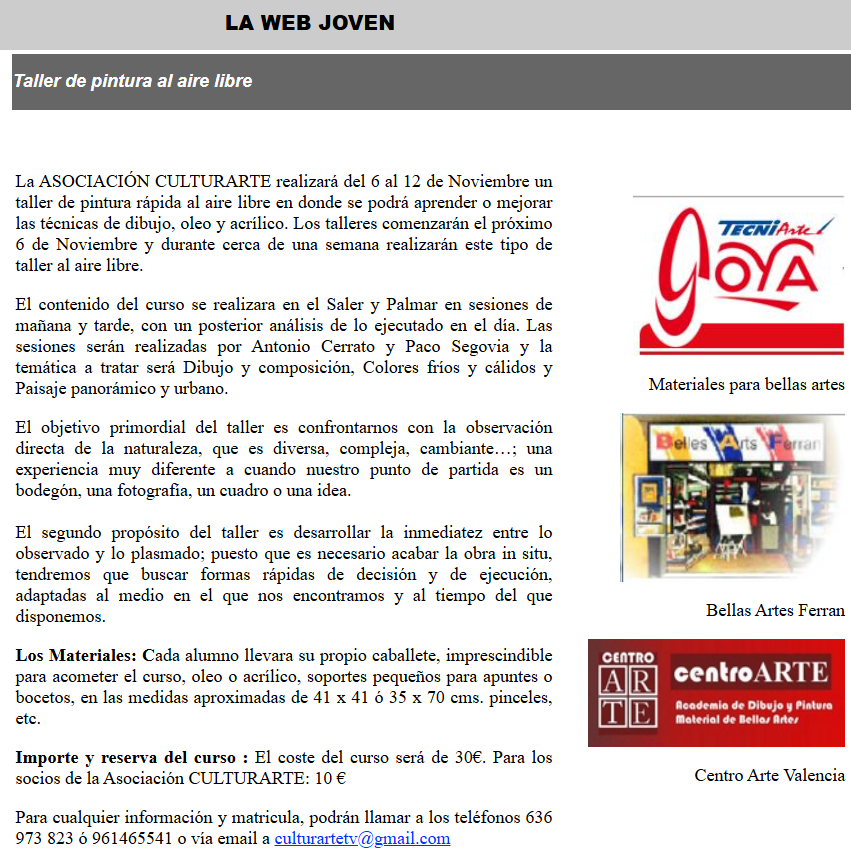 LA WEB JOVEN
Taller de pintura al aire libre
La ASOCIACIÓN CULTURARTE realizará del 6 al 12 de Noviembre un
taller de pintura rápida al aire libre en donde se podrá aprender o mejorar
las técnicas de dibujo, oleo y acrílico. Los talleres comenzarán el próximo
6 de Noviembre y durante cerca de una semana realizarán este tipo de
taller al aire libre.
El contenido del curso se realizara en el Saler y Palmar en sesiones de
mañana y tarde, con un posterior análisis de lo ejecutado en el día. Las
sesiones serán realizadas por Antonio Cerrato y Paco Segovia y la
temática a tratar será Dibujo y composición, Colores fríos y cálidos y
Paisaje panorámico y urbano.
El objetivo primordial del taller es confrontarnos con la observación
directa de la naturaleza, que es diversa, compleja, cambiante…; una
experiencia muy diferente a cuando nuestro punto de partida es un
bodegón, una fotografía, un cuadro o una idea.
El segundo propósito del taller es desarrollar la inmediatez entre lo
observado y lo plasmado; puesto que es necesario acabar la obra in situ,
tendremos que buscar formas rápidas de decisión y de ejecución,
adaptadas al medio en el que nos encontramos y al tiempo del que
disponemos.
Los Materiales: Cada alumno llevara su propio caballete, imprescindible
para acometer el curso, oleo o acrílico, soportes pequeños para apuntes o
bocetos, en las medidas aproximadas de 41 x 41 ó 35 x 70 cms. pinceles,
etc.
Importe y reserva del curso : El coste del curso será de 30€. Para los
socios de la Asociación CULTURARTE: 10 €
Para cualquier información y matricula, podrán llamar a los teléfonos 636
973 823 ó 961465541 o vía email a culturartetv@gmail.com
TECNiArte
goya
Materiales para bellas artes
Belles Arts Ferran
Bellas Artes Ferran
CENTRO
ARTE
centroARTE
Academia de Dibujo y Pintura
Material de Bellas Artes
Centro Arte Valencia